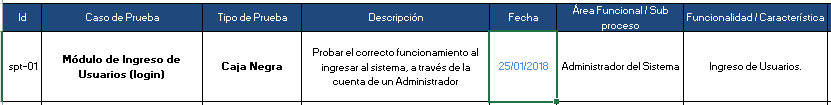 Id Caso de Prueba Tipo de Prueba Descripción Fecha Área Funcional / Sub proceso Funcionalidad / Característica
spt-01 Módulo de Ingreso de Usuarios (login) Caja Negra Probar el correcto funcionamiento al ingresar al sistema, a través de la cuenta de un Administrador 25/01/2018 Administrador del Sistema Ingreso de Usuarios.